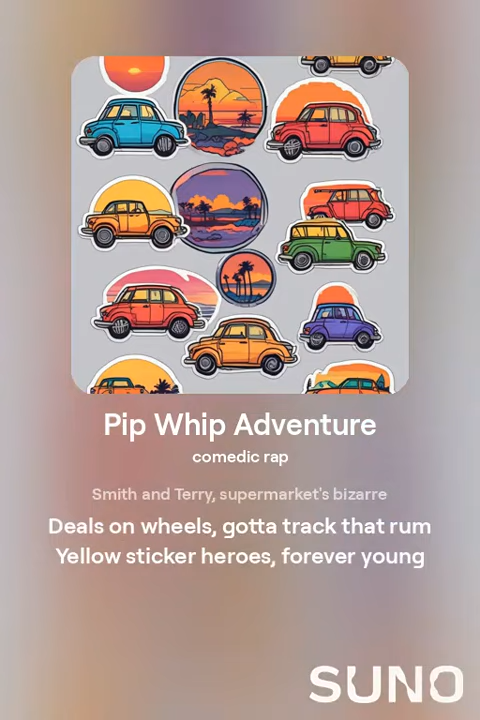 Pip Whip Adventure
comedic rap
Smith and Terry, supermarket's bizarre
Deals on wheels, gotta track that rum
Yellow sticker heroes, forever young
SUNO